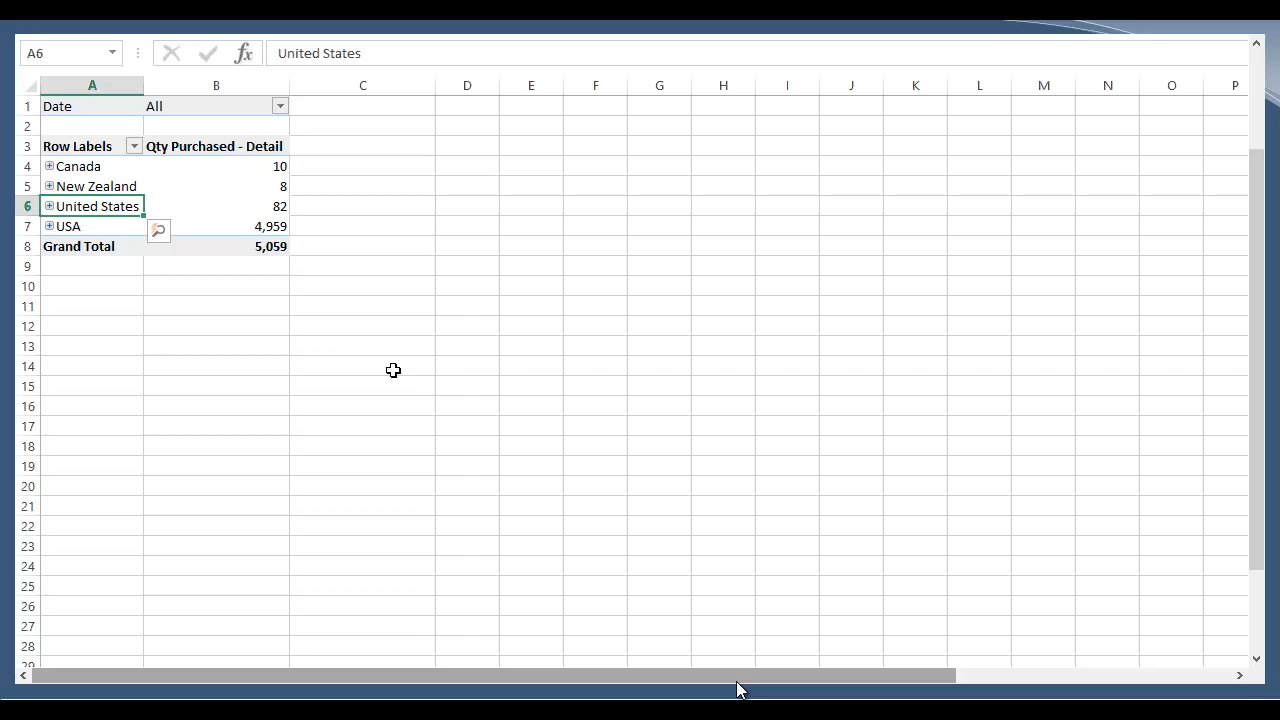 A6 fx United States
A B C D E F G H I J K L M N O P
1 Date All
2
3 Row Labels Qty Purchased - Detail
4 Canada 10
5 New Zealand 8
6 United States 82
7 USA 4,959
8 Grand Total 5,059
9
10
11
12
13
14
15
16
17
18
19
20
21
22
23
24
25
26
27
28
29